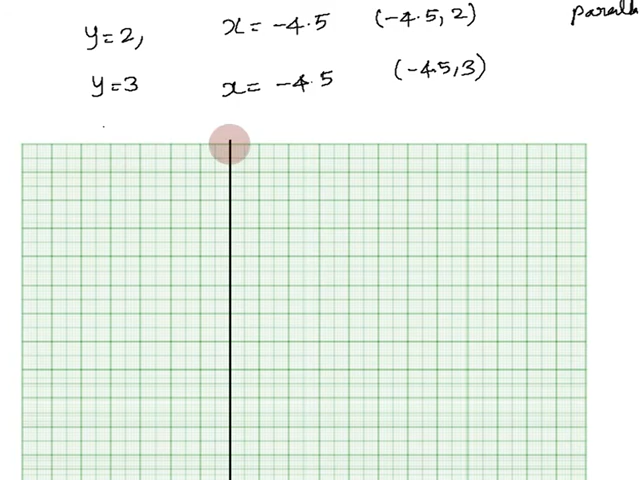 y=2, x= -4.5 (-4.5, 2)
y=3 x= -4.5 (-4.5,3)